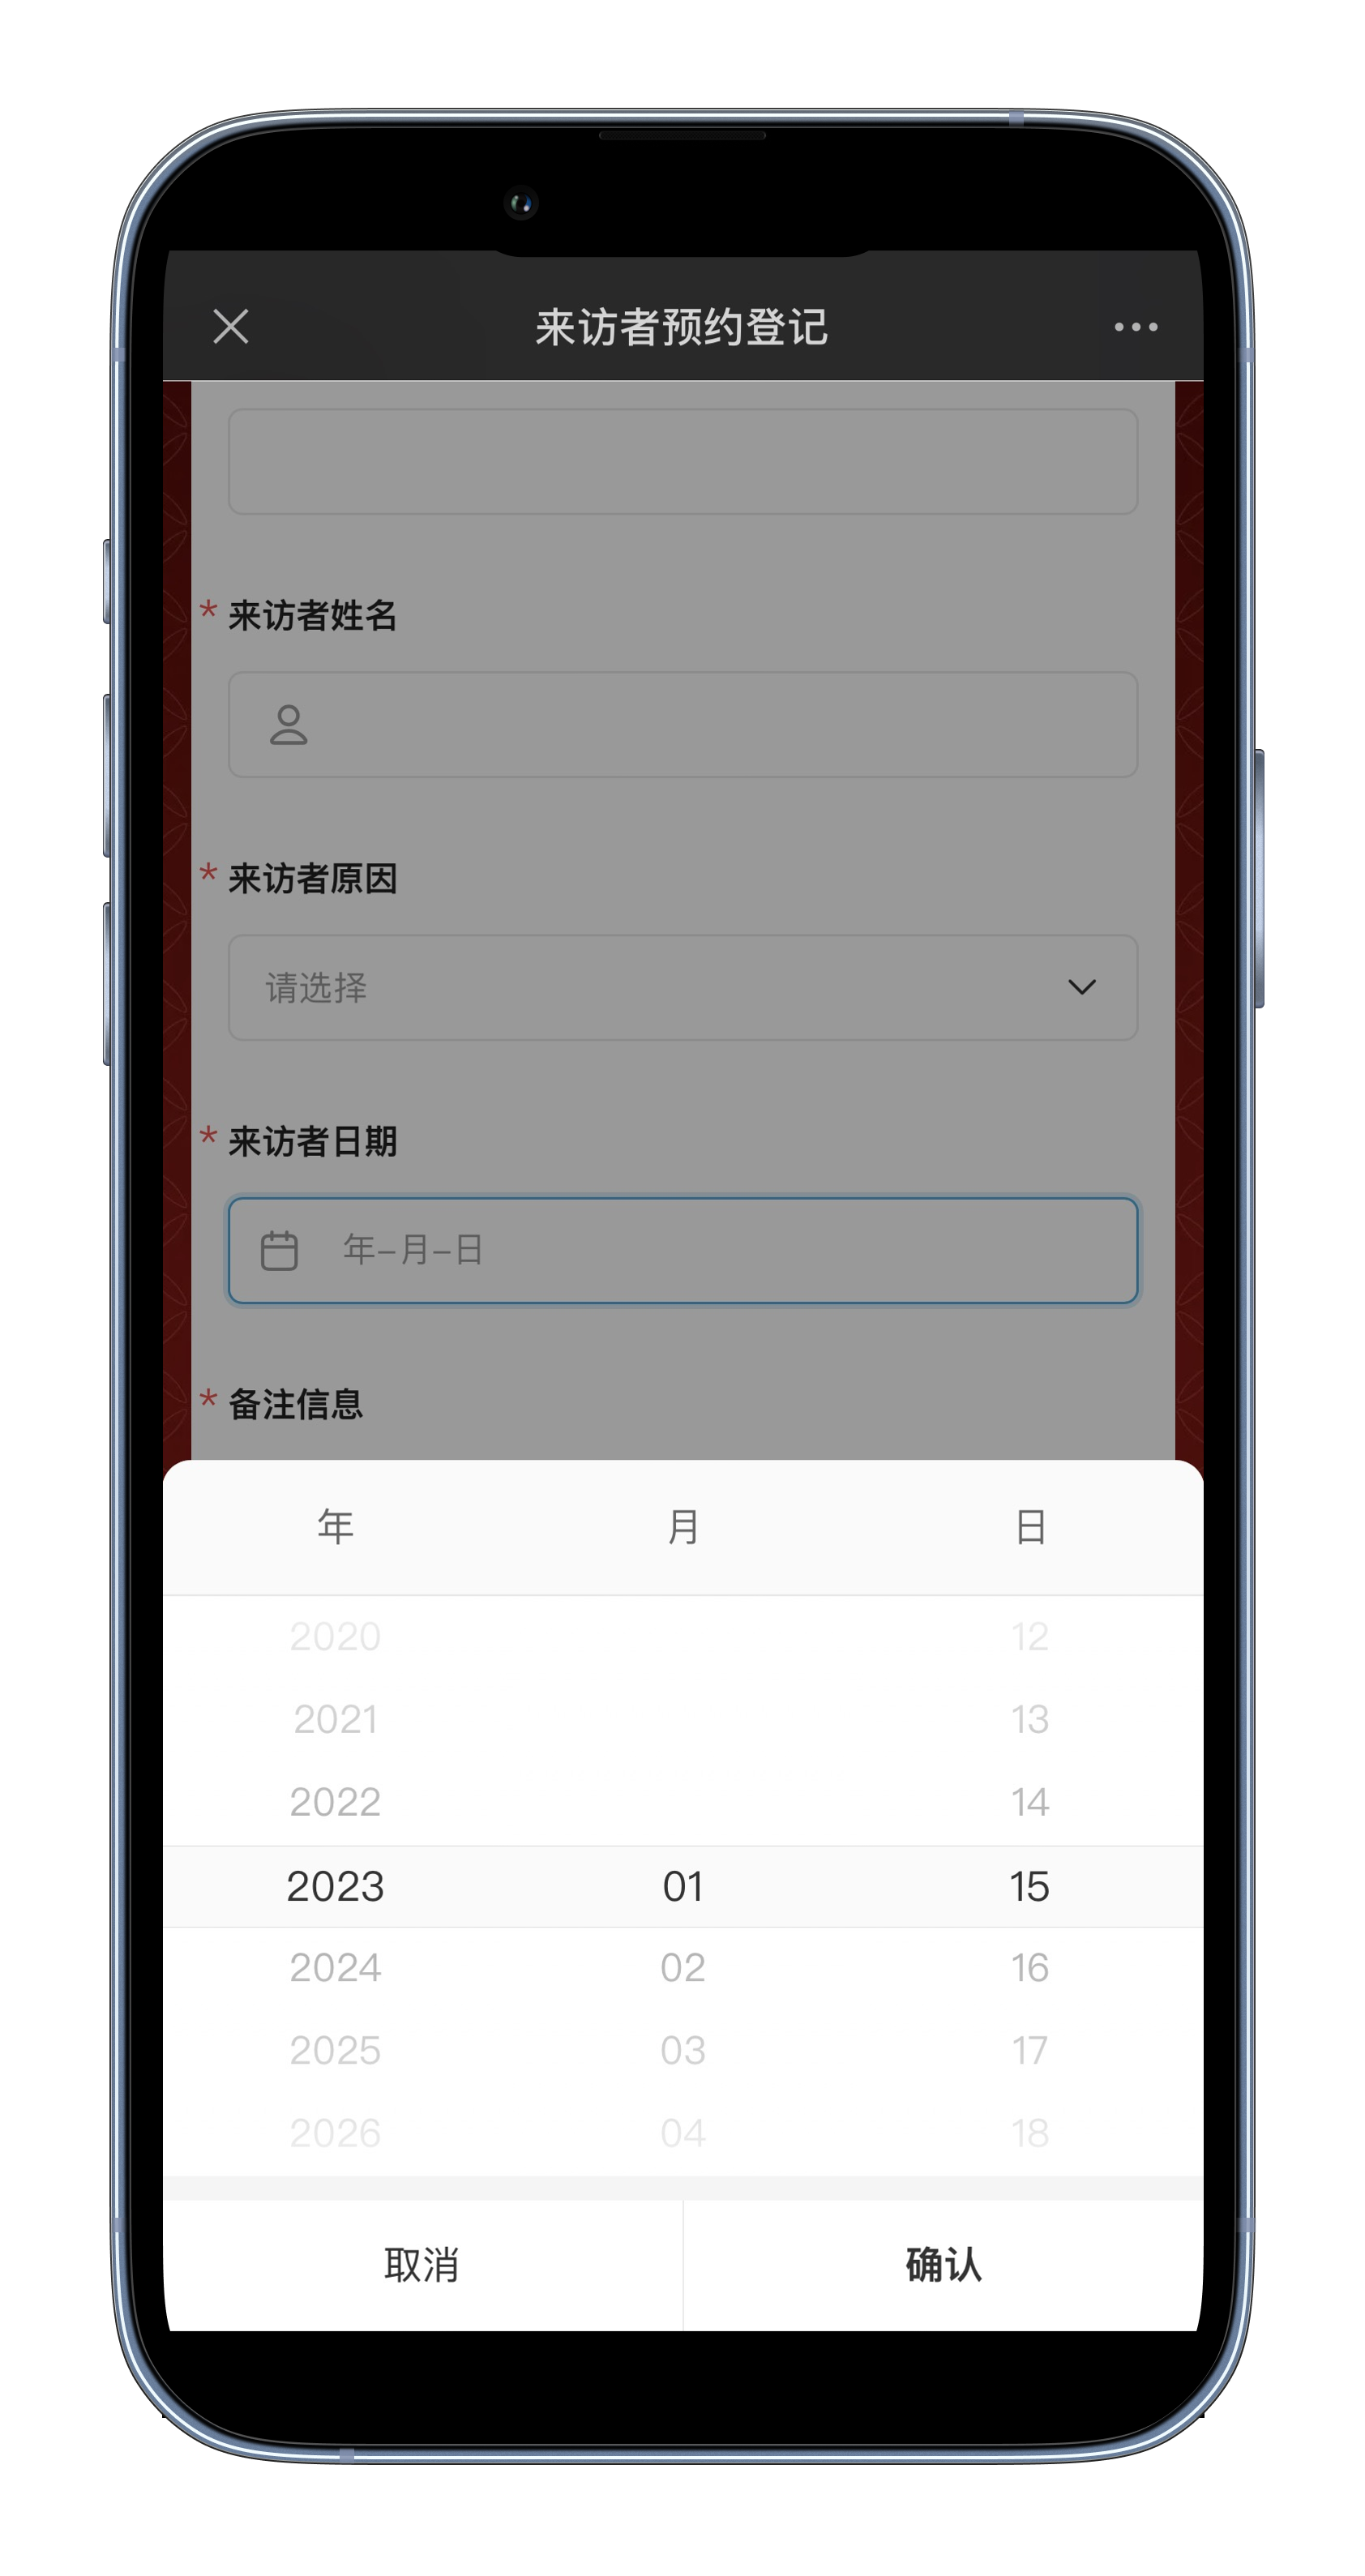 来访者预约登记
* 来访者姓名
* 来访者原因
请选择
* 来访者日期
年-月-日
* 备注信息
年 月 日
2020 12
2021 13
2022 14
2023 01 15
2024 02 16
2025 03 17
2026 04 18
取消 确认